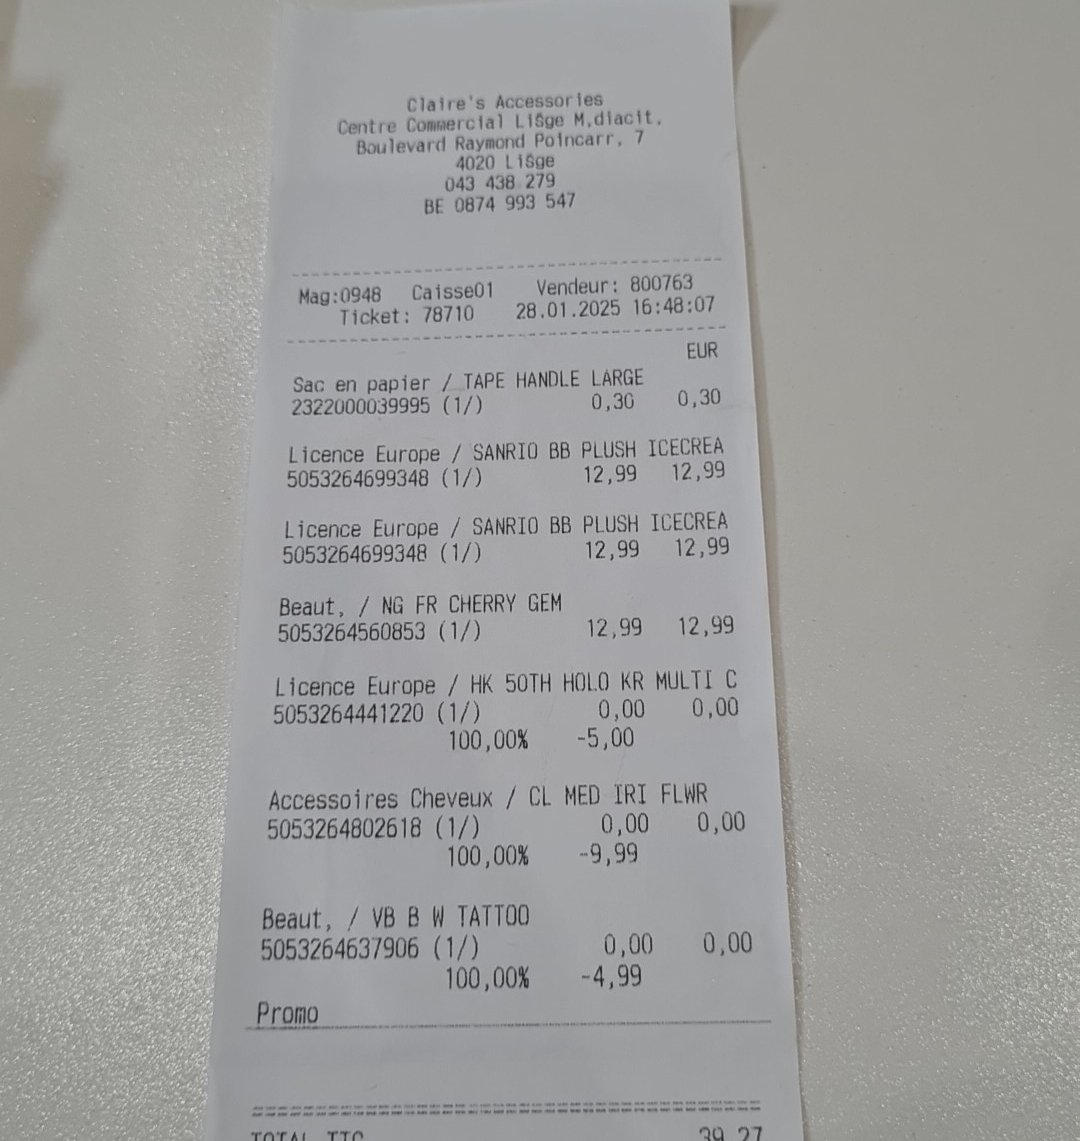 Claire's Accessories
Centre Commercial LiŜge M,diacit,
Boulevard Raymond Poincarr, 7
4020 LiŜge
043 438 279
BE 0874 993 547
Mag:0948 Caisse01 Vendeur: 800763
Ticket: 78710 28.01.2025 16:48:07
EUR
Sac en papier / TAPE HANDLE LARGE
2322000039995 (1/) 0,30 0,30
Licence Europe / SANRIO BB PLUSH ICECREA
5053264699348 (1/) 12,99 12,99
Licence Europe / SANRIO BB PLUSH ICECREA
5053264699348 (1/) 12,99 12,99
Beaut, / NG FR CHERRY GEM
5053264560853 (1/) 12,99 12,99
Licence Europe / HK 50TH HOLO KR MULTI C
5053264441220 (1/) 0,00 0,00
100,00% -5,00
Accessoires Cheveux / CL MED IRI FLWR
5053264802618 (1/) 0,00 0,00
100,00% -9,99
Beaut, / VB B W TATTOO
5053264637906 (1/) 0,00 0,00
100,00% -4,99
Promo
TOTAL TTC 39,27